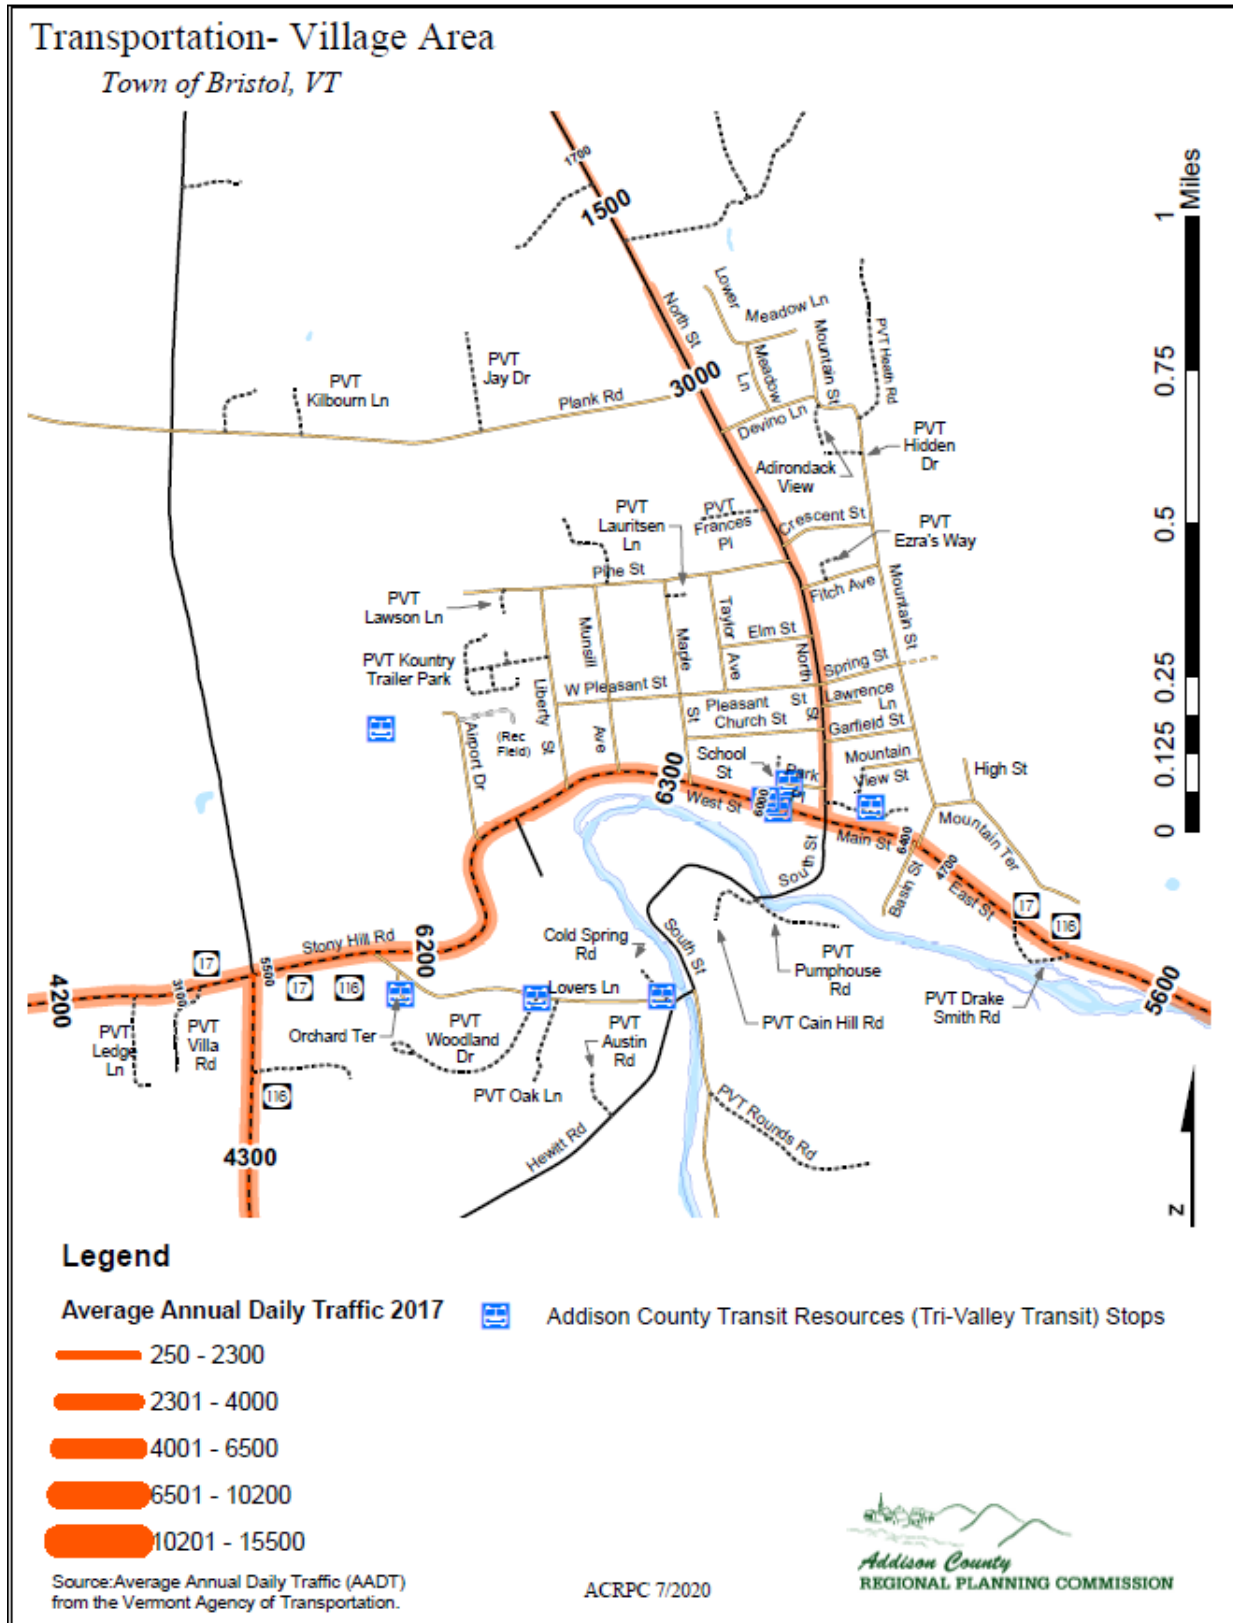 Transportation- Village Area
Town of Bristol, VT
1700
1500
North St
Lower
Meadow Ln
Meadow
Ln
Mountain St
PVT Heath Rd
PVT
Jay Dr
PVT
Kilbourn Ln
Plank Rd
3000
Devino Ln
PVT
Hidden
Dr
Adirondack
View
PVT
Frances
Pl
Crescent St
PVT
Lauritsen
Ln
PVT
Ezra's Way
Pine St
Fitch Ave
Mountain St
PVT
Lawson Ln
Munsill
Ave
Maple
St
Taylor
Ave
Elm St
North
St
Spring St
PVT Kountry
Trailer Park
W Pleasant St
Liberty
St
Pleasant
St
Church St
Lawrence
Ln
Garfield St
(Rec
Field)
Airport Dr
School
St
Park
Pl
Mountain
View St
High St
6300
West St
6000
Main St
6400
Mountain Ter
4700
East St
Basin St
South St
17
116
Stony Hill Rd
6200
Cold Spring
Rd
South St
PVT
Pumphouse
Rd
17
5500
17
116
4200
3100
Lovers Ln
PVT Drake
Smith Rd
5600
PVT
Ledge
Ln
PVT
Villa
Rd
Orchard Ter
PVT
Woodland
Dr
PVT
Austin
Rd
PVT Cain Hill Rd
116
PVT Oak Ln
PVT Rounds Rd
Hewitt Rd
4300
0 0.125 0.25 0.5 0.75 1
Miles
N
Legend
Average Annual Daily Traffic 2017
Addison County Transit Resources (Tri-Valley Transit) Stops
250 - 2300
2301 - 4000
4001 - 6500
6501 - 10200
10201 - 15500
Source:Average Annual Daily Traffic (AADT)
from the Vermont Agency of Transportation.
ACRPC 7/2020
Addison County
REGIONAL PLANNING COMMISSION